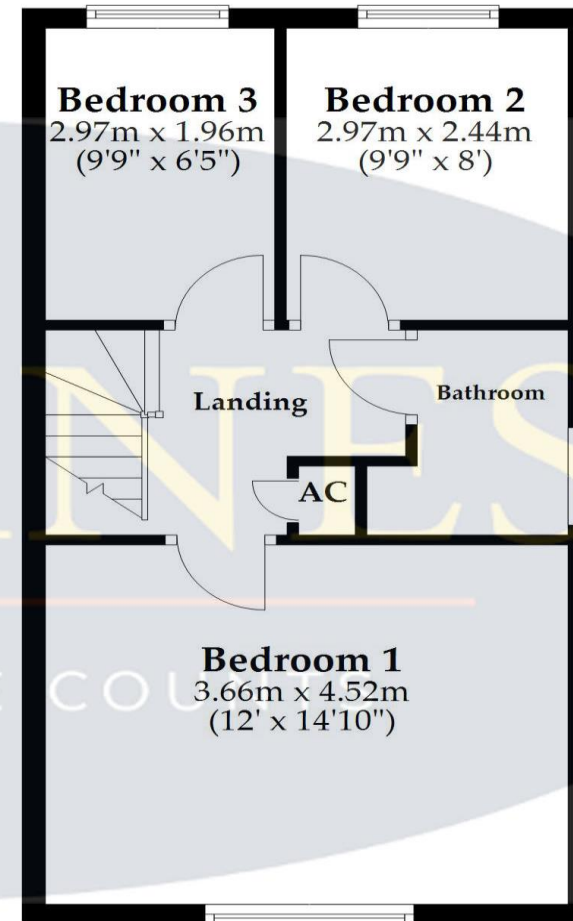 Bedroom 3
2.97m x 1.96m
(9'9" x 6'5")
Bedroom 2
2.97m x 2.44m
(9'9" x 8')
Landing
Bathroom
AC
Bedroom 1
3.66m x 4.52m
(12' x 14'10")
COUNTS